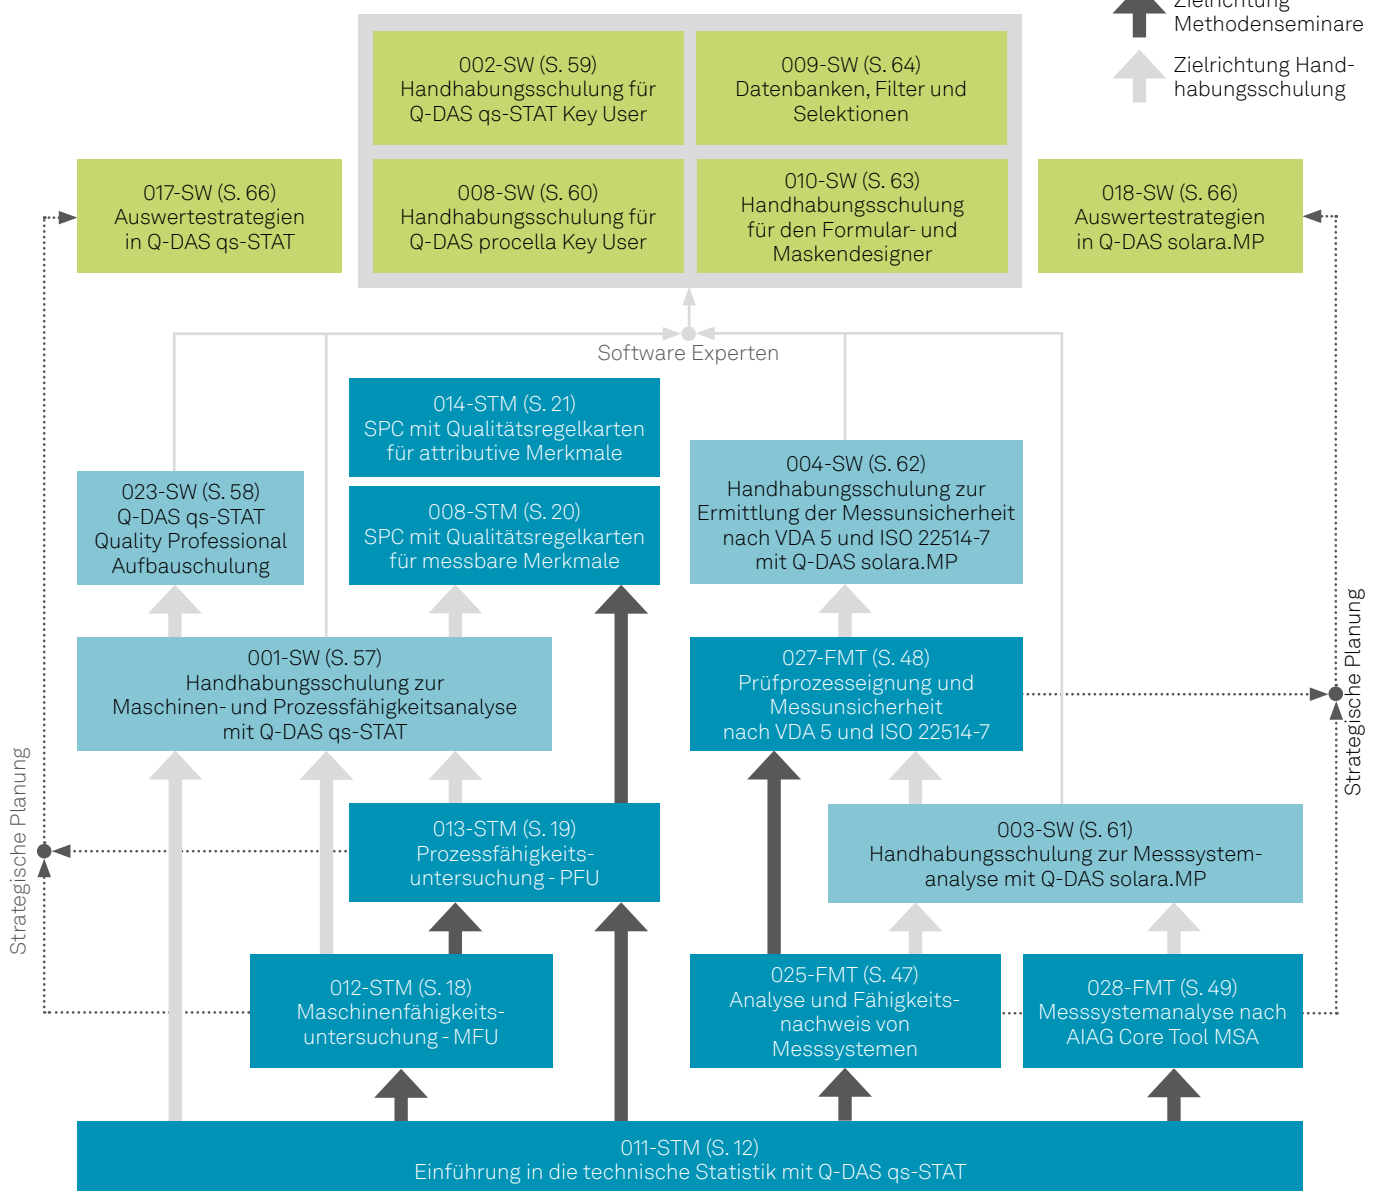 Zielrichtung
Methodenseminare
Zielrichtung Hand-
habungsschulung
002-SW (S. 59)
Handhabungsschulung für
Q-DAS qs-STAT Key User
009-SW (S. 64)
Datenbanken, Filter und
Selektionen
017-SW (S. 66)
Auswertestrategien
in Q-DAS qs-STAT
008-SW (S. 60)
Handhabungsschulung für
Q-DAS procella Key User
010-SW (S. 63)
Handhabungsschulung
für den Formular- und
Maskendesigner
018-SW (S. 66)
Auswertestrategien
in Q-DAS solara.MP
Software Experten
014-STM (S. 21)
SPC mit Qualitätsregelkarten
für attributive Merkmale
023-SW (S. 58)
Q-DAS qs-STAT
Quality Professional
Aufbauschulung
008-STM (S. 20)
SPC mit Qualitätsregelkarten
für messbare Merkmale
004-SW (S. 62)
Handhabungsschulung zur
Ermittlung der Messunsicherheit
nach VDA 5 und ISO 22514-7
mit Q-DAS solara.MP
001-SW (S. 57)
Handhabungsschulung zur
Maschinen- und Prozessfähigkeitsanalyse
mit Q-DAS qs-STAT
027-FMT (S. 48)
Prüfprozesseignung und
Messunsicherheit
nach VDA 5 und ISO 22514-7
Strategische Planung
Strategische Planung
013-STM (S. 19)
Prozessfähigkeits-
untersuchung - PFU
003-SW (S. 61)
Handhabungsschulung zur Messsystem-
analyse mit Q-DAS solara.MP
012-STM (S. 18)
Maschinenfähigkeits-
untersuchung - MFU
025-FMT (S. 47)
Analyse und Fähigkeits-
nachweis von
Messsystemen
028-FMT (S. 49)
Messsystemanalyse nach
AIAG Core Tool MSA
011-STM (S. 12)
Einführung in die technische Statistik mit Q-DAS qs-STAT